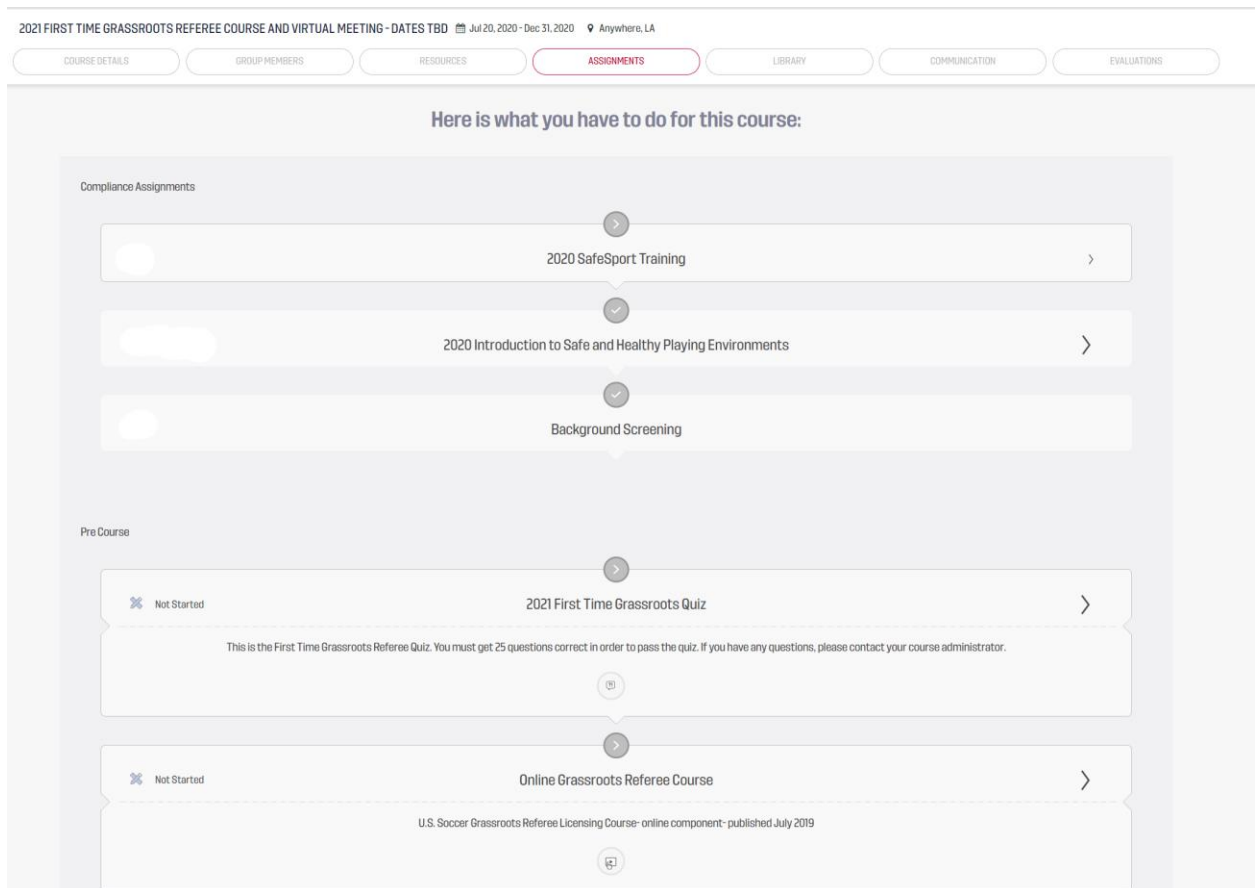 2021 FIRST TIME GRASSROOTS REFEREE COURSE AND VIRTUAL MEETING - DATES TBD Jul 20, 2020 - Dec 31, 2020 Anywhere, LA
COURSE DETAILS GROUP MEMBERS RESOURCES ASSIGNMENTS LIBRARY COMMUNICATION EVALUATIONS
Here is what you have to do for this course:
Compliance Assignments
2020 SafeSport Training
2020 Introduction to Safe and Healthy Playing Environments
Background Screening
Pre Course
Not Started 2021 First Time Grassroots Quiz
This is the First Time Grassroots Referee Quiz. You must get 25 questions correct in order to pass the quiz. If you have any questions, please contact your course administrator.
Not Started Online Grassroots Referee Course
U.S. Soccer Grassroots Referee Licensing Course- online component- published July 2019